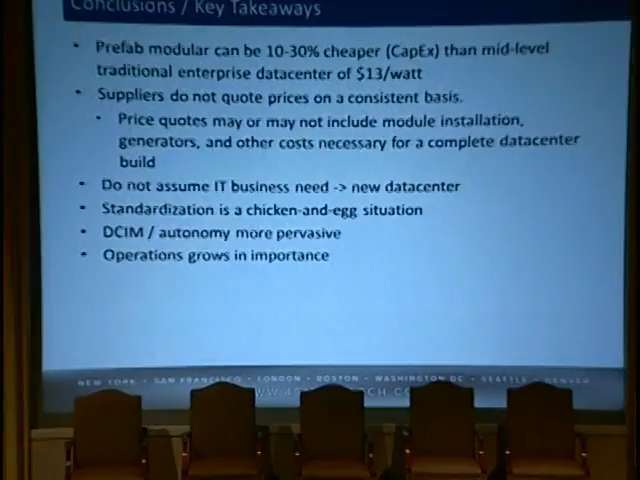 Conclusions / Key Takeaways
• Prefab modular can be 10-30% cheaper (CapEx) than mid-level
traditional enterprise datacenter of $13/watt
• Suppliers do not quote prices on a consistent basis.
• Price quotes may or may not include module installation,
generators, and other costs necessary for a complete datacenter
build
• Do not assume IT business need -> new datacenter
• Standardization is a chicken-and-egg situation
• DCIM / autonomy more pervasive
• Operations grows in importance
NEW YORK • SAN FRANCISCO • LONDON • BOSTON • WASHINGTON DC • SEATTLE • DENVER